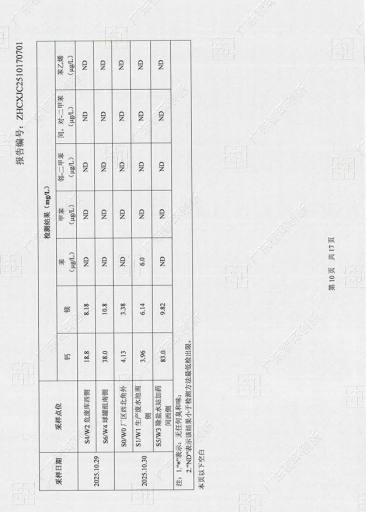 报告编号：ZHCXJC2510170701
采样日期 采样点位 检测结果（mg/L）
钙 镁 苯（μg/L） 甲苯（μg/L） 邻-二甲苯（μg/L） 间，对-二甲苯（μg/L） 苯乙烯（μg/L）
2025.10.29 S4/W2 危废库西侧 18.8 8.18 ND ND ND ND ND
S6/W4 球罐组南侧 38.0 10.8 ND ND ND ND ND
2025.10.30 S0/W0 厂区西北角外 4.13 3.38 ND ND ND ND ND
S1/W1 生产废水池南侧 3.96 6.14 6.0 ND ND ND ND
S5/W3 除盐水站加药间西侧 83.0 9.82 ND ND ND ND ND
注：1."*"表示：无任何臭和味；
2."ND"表示该结果小于检测方法最低检出限。
本页以下空白
第 10 页 共 17 页